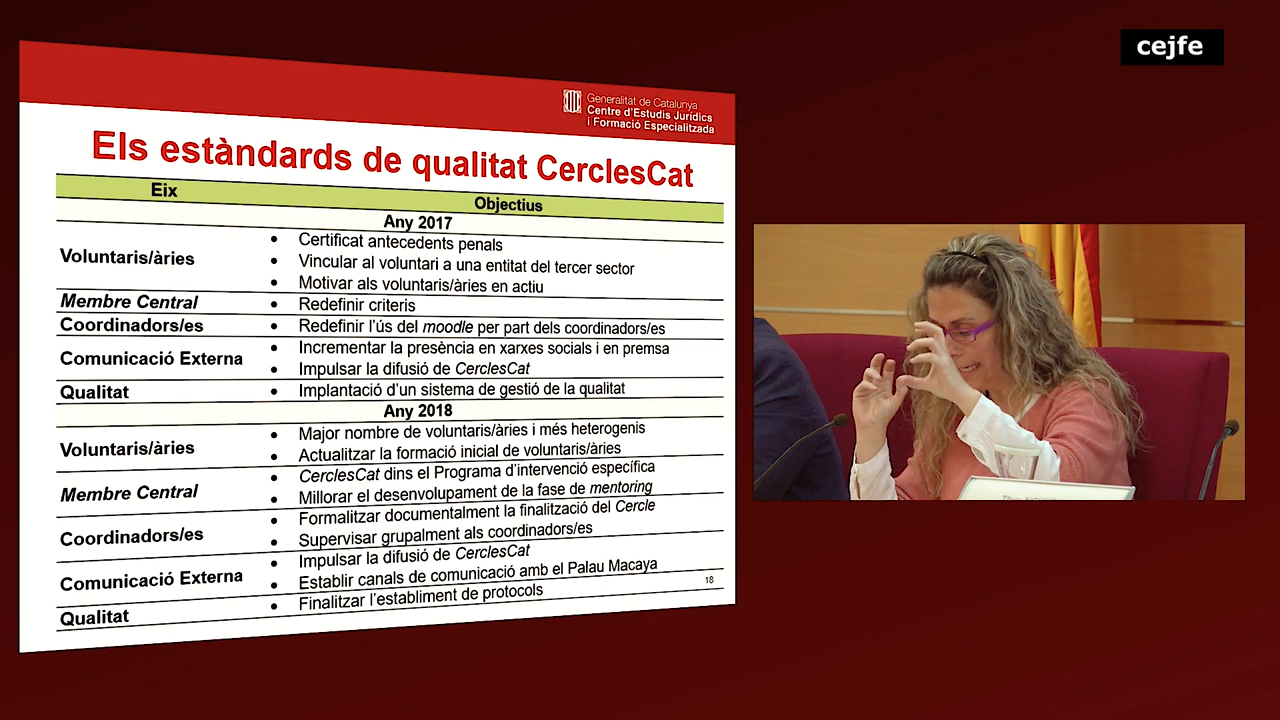 cejfe
Generalitat de Catalunya
Centre d'Estudis Jurídics
i Formació Especialitzada
Els estàndards de qualitat CerclesCat
Eix Objectius
Any 2017
Voluntaris/àries
• Certificat antecedents penals
• Vincular al voluntari a una entitat del tercer sector
• Motivar als voluntaris/àries en actiu
Membre Central • Redefinir criteris
Coordinadors/es • Redefinir l'ús del moodle per part dels coordinadors/es
Comunicació Externa
• Incrementar la presència en xarxes socials i en premsa
• Impulsar la difusió de CerclesCat
Qualitat • Implantació d'un sistema de gestió de la qualitat
Any 2018
Voluntaris/àries
• Major nombre de voluntaris/àries i més heterogenis
• Actualitzar la formació inicial de voluntaris/àries
Membre Central
• CerclesCat dins el Programa d'intervenció específica
• Millorar el desenvolupament de la fase de mentoring
Coordinadors/es
• Formalitzar documentalment la finalització del Cercle
• Supervisar grupalment als coordinadors/es
Comunicació Externa
• Impulsar la difusió de CerclesCat
• Establir canals de comunicació amb el Palau Macaya
Qualitat • Finalitzar l'establiment de protocols
18